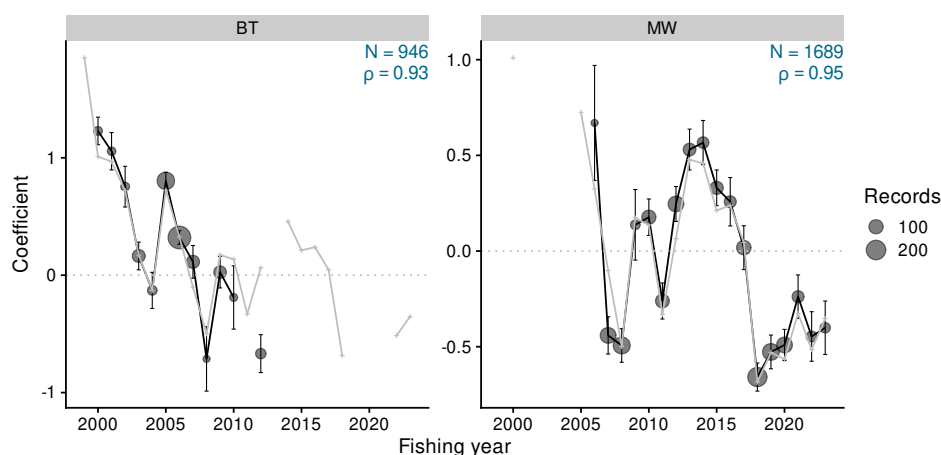 BT
MW
N = 946
ρ = 0.93
N = 1689
ρ = 0.95
Coefficient
1
0
-1
1.0
0.5
0.0
-0.5
2000 2005 2010 2015 2020
2000 2005 2010 2015 2020
Fishing year
Records
100
200